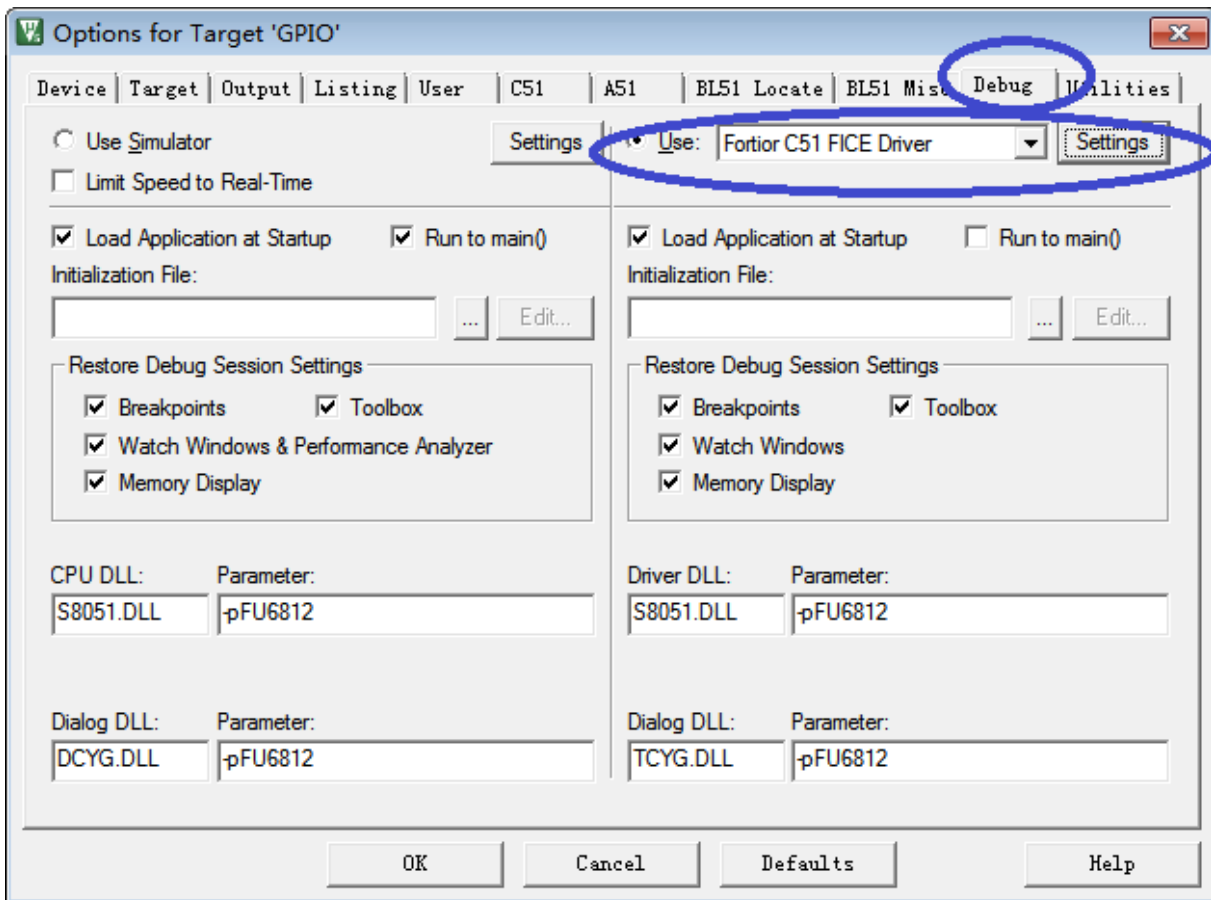 Options for Target 'GPIO'
Device Target Output Listing User C51 A51 BL51 Locate BL51 Misc Debug Utilities
Use Simulator Settings Use: Fortior C51 FICE Driver Settings
Limit Speed to Real-Time
Load Application at Startup Run to main() Load Application at Startup Run to main()
Initialization File: Initialization File:
... Edit... ... Edit...
Restore Debug Session Settings Restore Debug Session Settings
Breakpoints Toolbox Breakpoints Toolbox
Watch Windows & Performance Analyzer Watch Windows
Memory Display Memory Display
CPU DLL: Parameter: Driver DLL: Parameter:
S8051.DLL -pFU6812 S8051.DLL -pFU6812
Dialog DLL: Parameter: Dialog DLL: Parameter:
DCYG.DLL -pFU6812 TCYG.DLL -pFU6812
OK Cancel Defaults Help